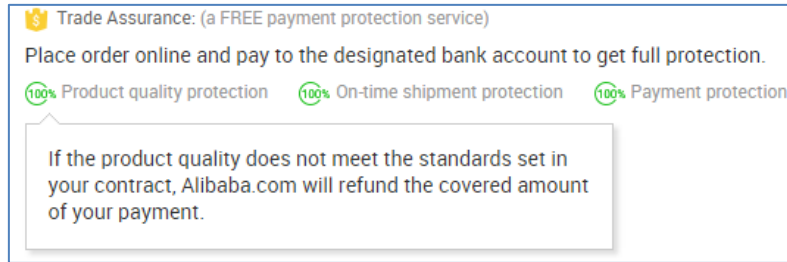 $ Trade Assurance: (a FREE payment protection service)
Place order online and pay to the designated bank account to get full protection.
100% Product quality protection 100% On-time shipment protection 100% Payment protection
If the product quality does not meet the standards set in
your contract, Alibaba.com will refund the covered amount
of your payment.